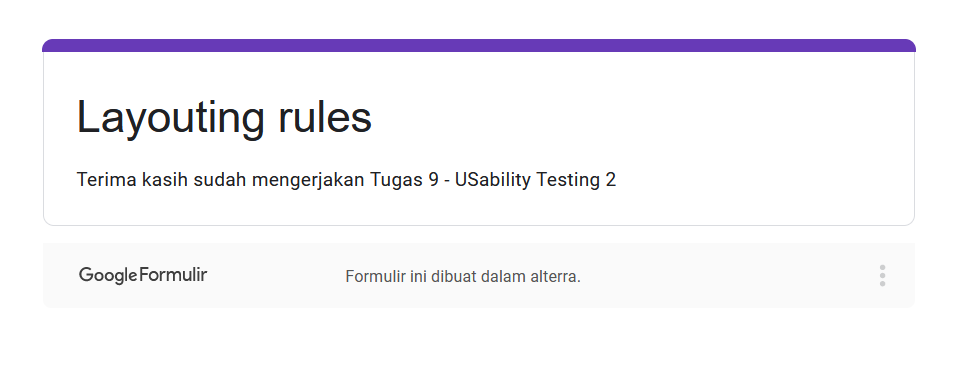 Layouting rules
Terima kasih sudah mengerjakan Tugas 9 - USability Testing 2
Google Formulir
Formulir ini dibuat dalam alterra.